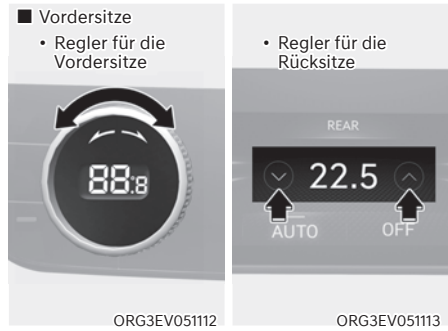 ■ Vordersitze
• Regler für die
Vordersitze
88:8
ORG3EV051112
• Regler für die
Rücksitze
REAR
22.5
AUTO OFF
ORG3EV051113